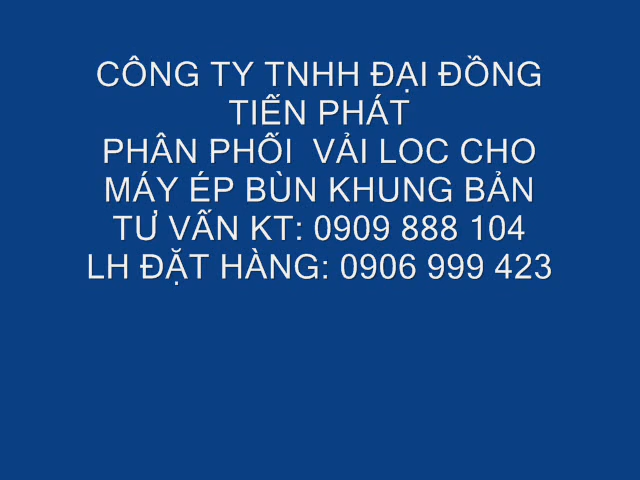 CÔNG TY TNHH ĐẠI ĐỒNG
TIẾN PHÁT
PHÂN PHỐI  VẢI LOC CHO
MÁY ÉP BÙN KHUNG BẢN
TƯ VẤN KT: 0909 888 104
LH ĐẶT HÀNG: 0906 999 423